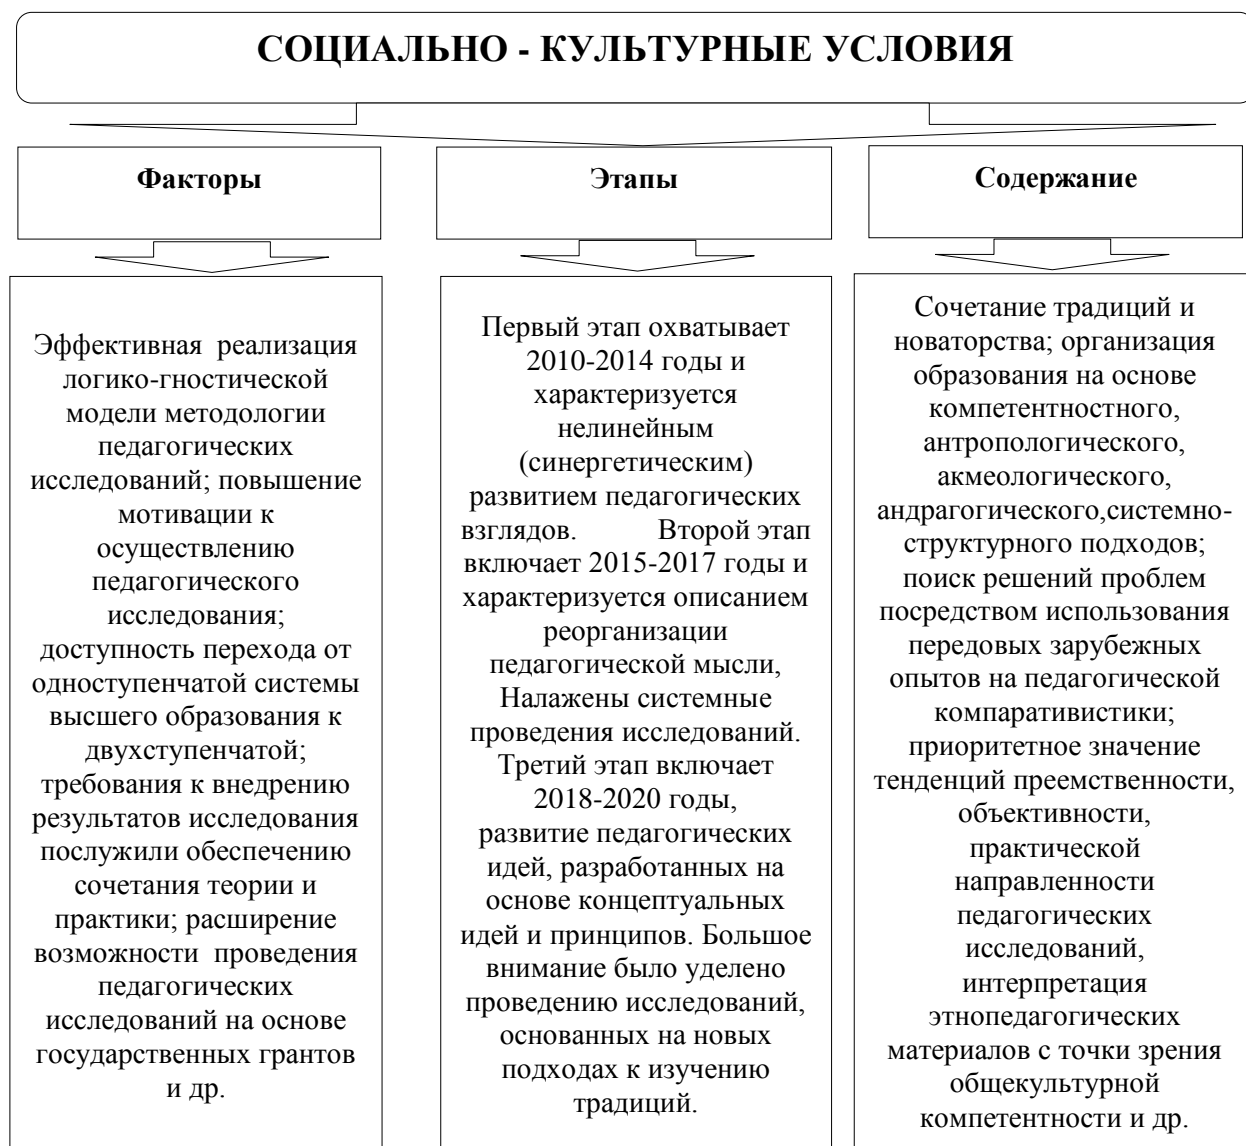 СОЦИАЛЬНО - КУЛЬТУРНЫЕ УСЛОВИЯ
Факторы
Эффективная реализация
логико-гностической
модели методологии
педагогических
исследований; повышение
мотивации к
осуществлению
педагогического
исследования;
доступность перехода от
одноступенчатой системы
высшего образования к
двухступенчатой;
требования к внедрению
результатов исследования
послужили обеспечению
сочетания теории и
практики; расширение
возможности проведения
педагогических
исследований на основе
государственных грантов
и др.
Этапы
Первый этап охватывает
2010-2014 годы и
характеризуется
нелинейным
(синергетическим)
развитием педагогических
взглядов. Второй этап
включает 2015-2017 годы и
характеризуется описанием
реорганизации
педагогической мысли,
Налажены системные
проведения исследований.
Третий этап включает
2018-2020 годы,
развитие педагогических
идей, разработанных на
основе концептуальных
идей и принципов. Большое
внимание было уделено
проведению исследований,
основанных на новых
подходах к изучению
традиций.
Содержание
Сочетание традиций и
новаторства; организация
образования на основе
компетентностного,
антропологического,
акмеологического,
андрагогического,системно-
структурного подходов;
поиск решений проблем
посредством использования
передовых зарубежных
опытов на педагогической
компаративистики;
приоритетное значение
тенденций преемственности,
объективности,
практической
направленности
педагогических
исследований,
интерпретация
этнопедагогических
материалов с точки зрения
общекультурной
компетентности и др.